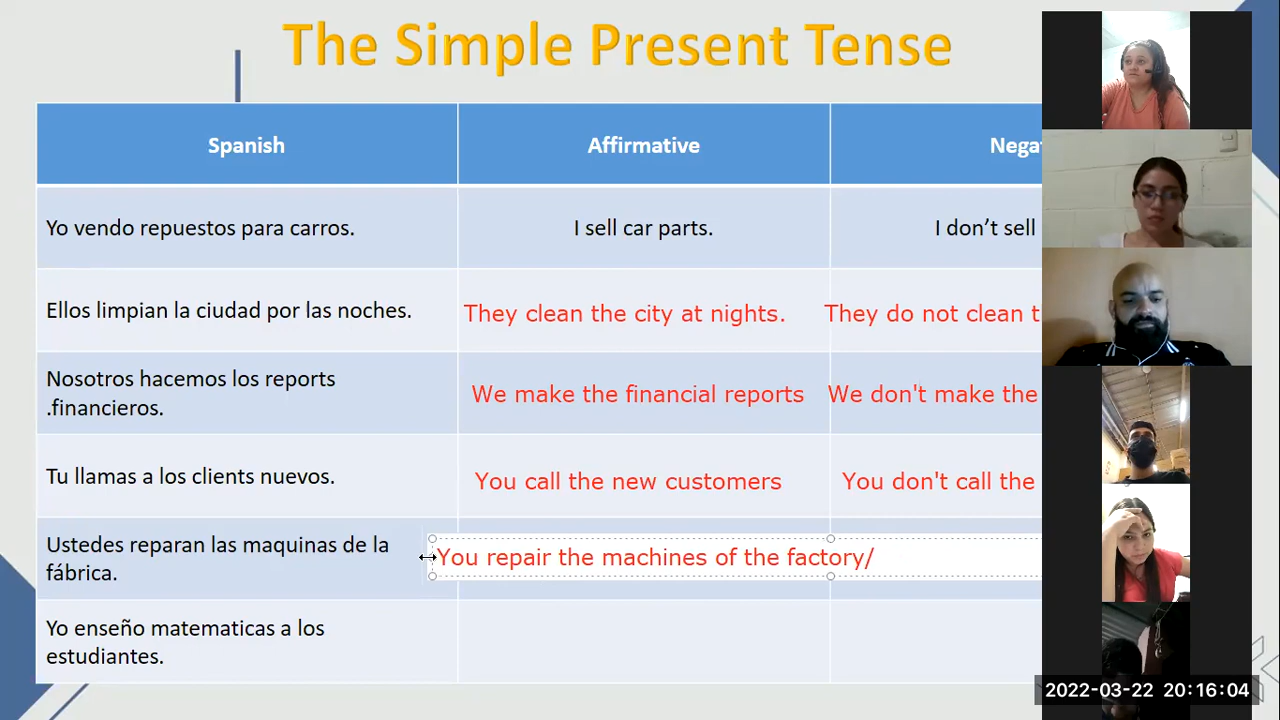 The Simple Present Tense
Spanish
Affirmative
Nega
Yo vendo repuestos para carros.
I sell car parts.
I don't sell
Ellos limpian la ciudad por las noches.
They clean the city at nights.
They do not clean t
Nosotros hacemos los reports
.financieros.
We make the financial reports
We don't make the
Tu llamas a los clients nuevos.
You call the new customers
You don't call the
Ustedes reparan las maquinas de la
fábrica.
You repair the machines of the factory/
Yo enseño matematicas a los
estudiantes.
2022-03-22 20:16:04